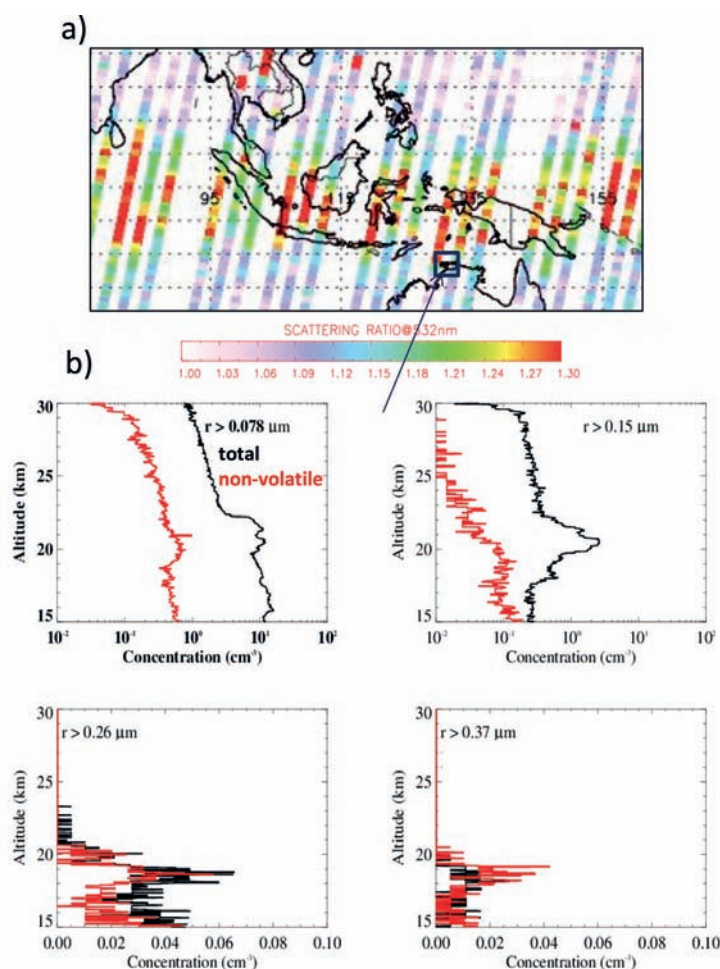 a)
95
155
SCATTERING RATIO@532nm
1.00 1.03 1.06 1.09 1.12 1.15 1.18 1.21 1.24 1.27 1.30
b)
30
25
20
15
Altitude (km)
r > 0.078 µm
total
non-volatile
10⁻² 10⁻¹ 10⁰ 10¹ 10²
Concentration (cm⁻³)
30
25
20
15
Altitude (km)
r > 0.15 µm
10⁻² 10⁻¹ 10⁰ 10¹ 10²
Concentration (cm⁻³)
30
25
20
15
Altitude (km)
r > 0.26 µm
0.00 0.02 0.04 0.06 0.08 0.10
Concentration (cm⁻³)
30
25
20
15
Altitude (km)
r > 0.37 µm
0.00 0.02 0.04 0.06 0.08 0.10
Concentration (cm⁻³)